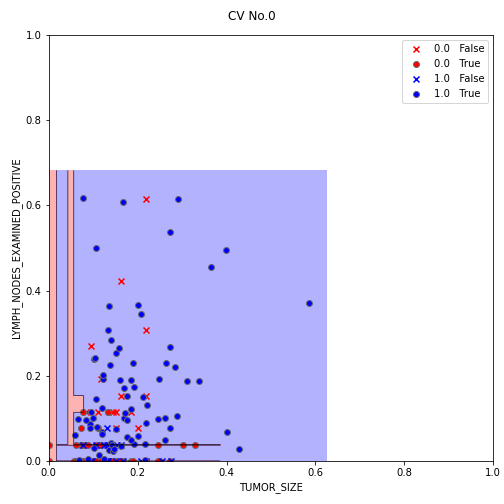 CV No.0
1.0
0.8
0.6
0.4
0.2
0.0
LYMPH_NODES_EXAMINED_POSITIVE
0.0 False
0.0 True
1.0 False
1.0 True
0.0 0.2 0.4 0.6 0.8 1.0
TUMOR_SIZE